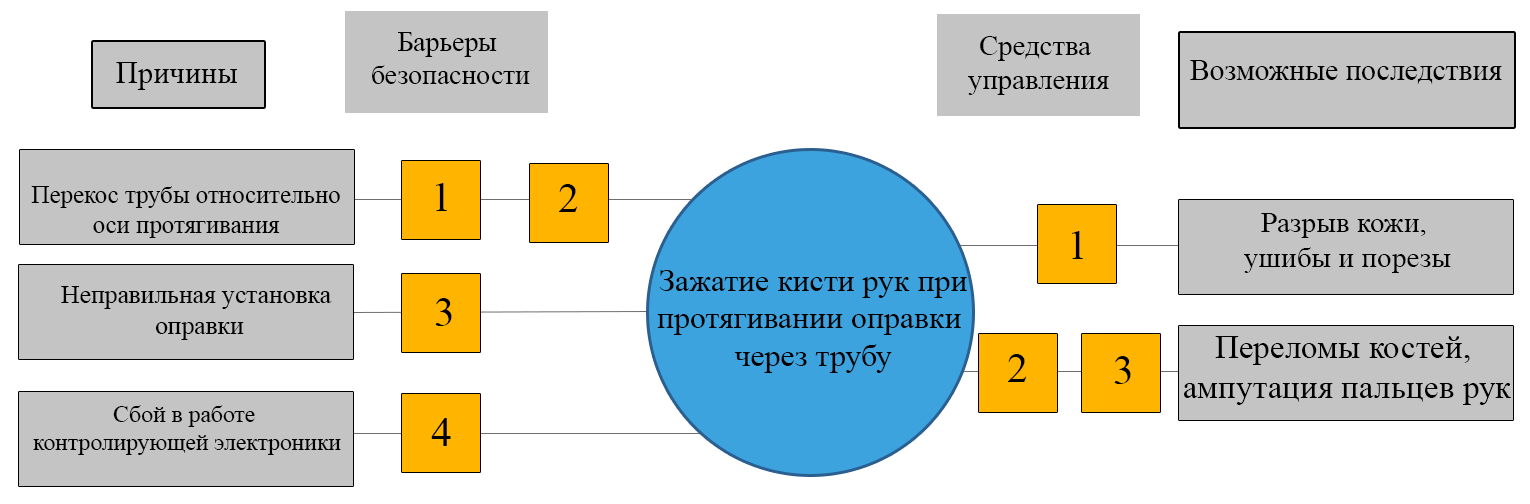 Причины
Барьеры
безопасности
Средства
управления
Возможные последствия
Перекос трубы относительно
оси протягивания
1
2
Неправильная установка
оправки
3
Сбой в работе
контролирующей электроники
4
Зажатие кисти рук при
протягивании оправки
через трубу
1
Разрыв кожи,
ушибы и порезы
2
3
Переломы костей,
ампутация пальцев рук